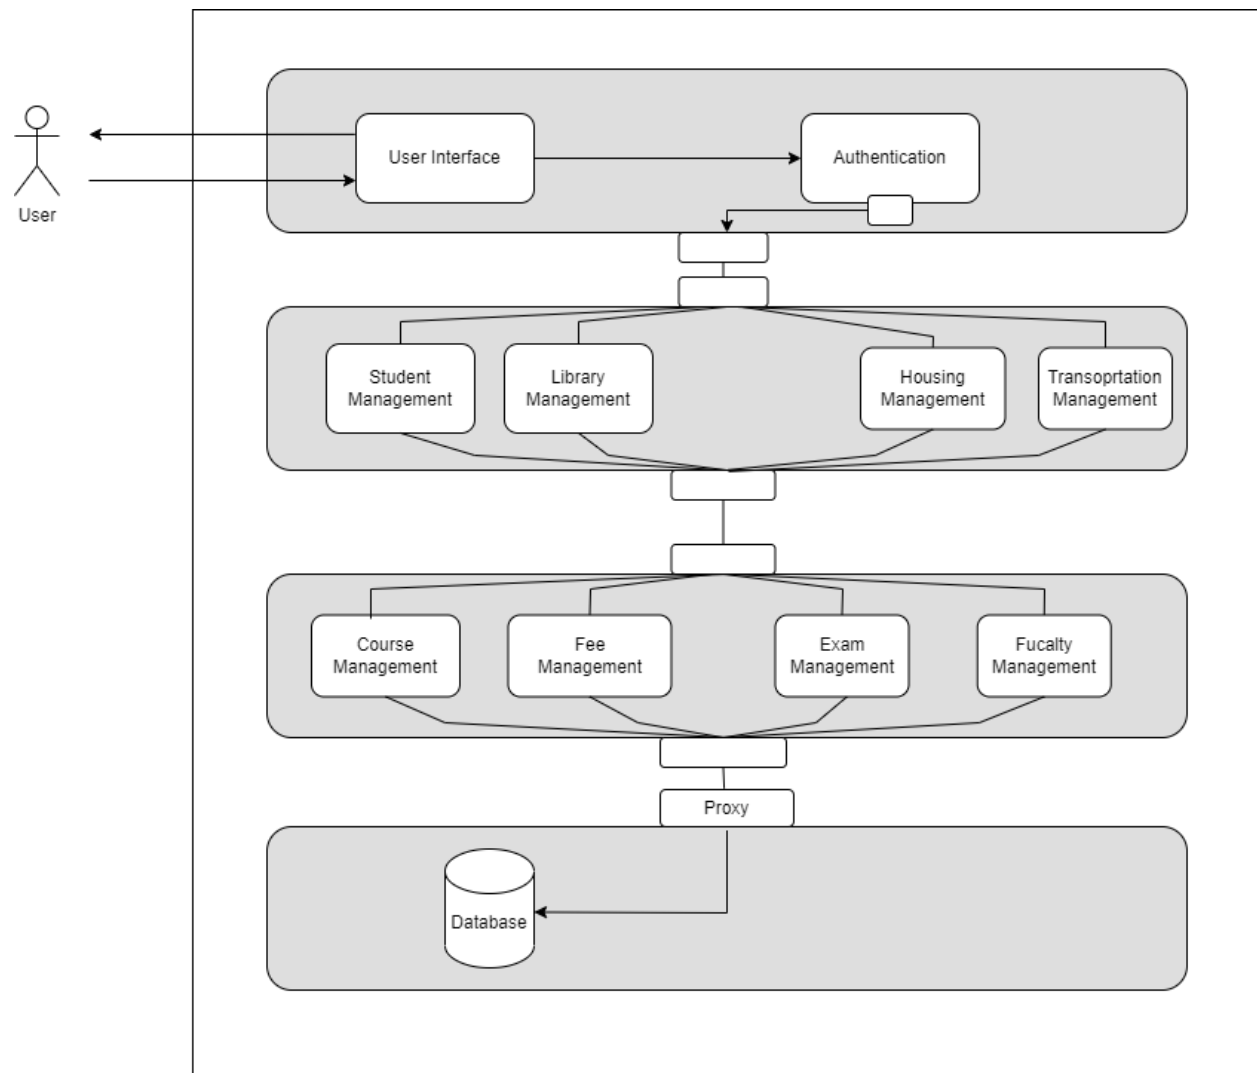 User Interface
Authentication
User
Student
Management
Library
Management
Housing
Management
Transoprtation
Management
Course
Management
Fee
Management
Exam
Management
Fucalty
Management
Proxy
Database